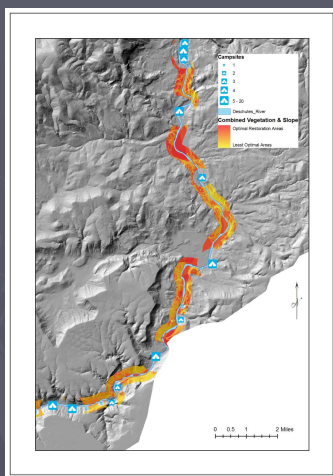 Campsites
1
2
3
4
5 - 20
Deschutes_River
Combined Vegetation & Slope
Optimal Restoration Areas
Least Optimal Areas
0 0.5 1 2 Miles